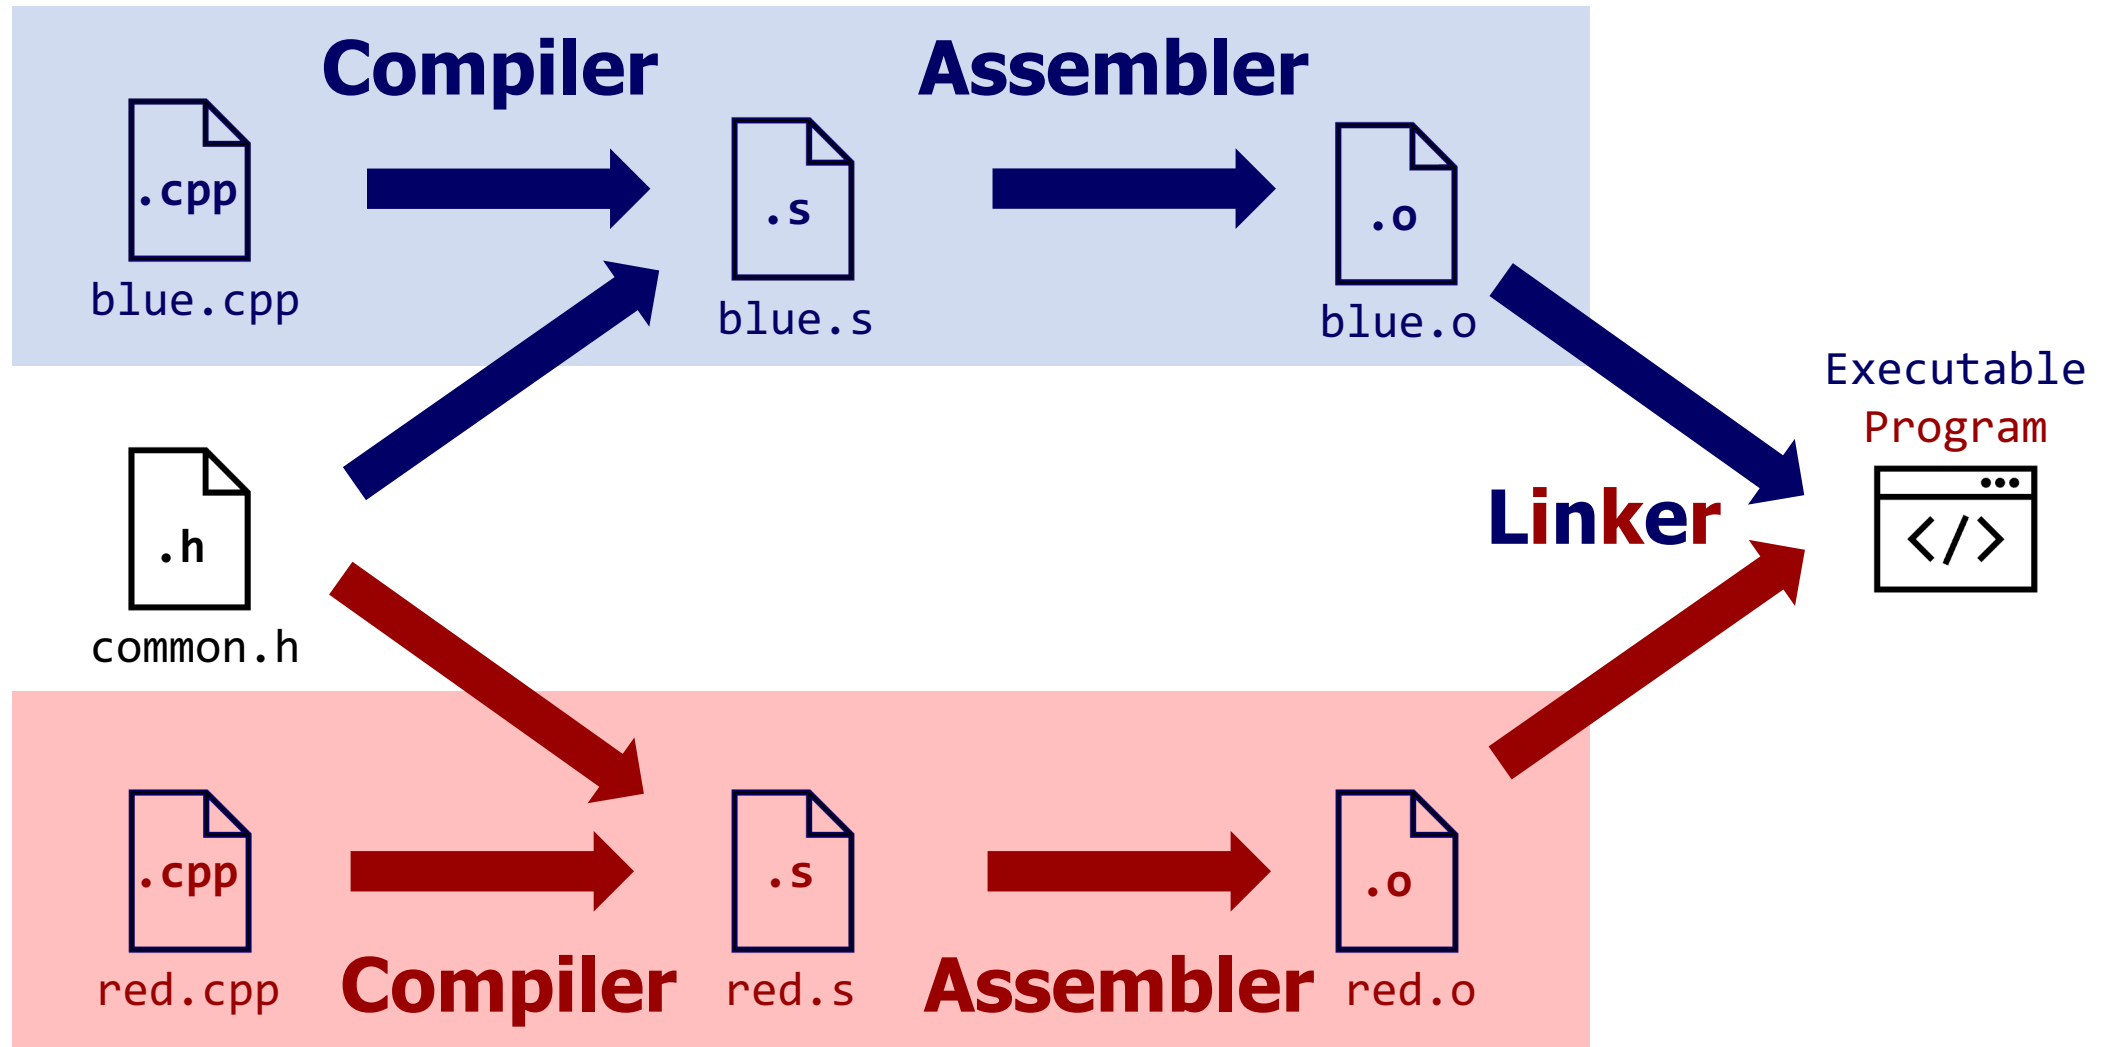 Compiler
Assembler
.cpp
.s
.o
blue.cpp
blue.s
blue.o
Executable
Program
.h
Linker
</>
common.h
.cpp
.s
.o
red.cpp
Compiler
red.s
Assembler
red.o